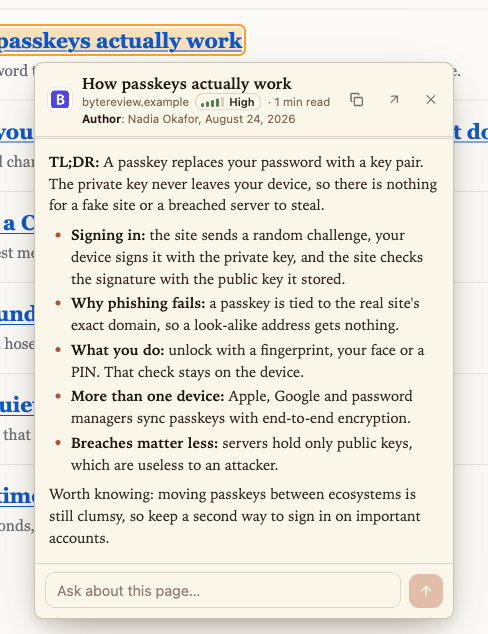 passkeys actually work
How passkeys actually work
B
bytereview.example High · 1 min read
Author: Nadia Okafor, August 24, 2026
TL;DR: A passkey replaces your password with a key pair.
The private key never leaves your device, so there is nothing
for a fake site or a breached server to steal.
• Signing in: the site sends a random challenge, your
device signs it with the private key, and the site checks
the signature with the public key it stored.
• Why phishing fails: a passkey is tied to the real site's
exact domain, so a look-alike address gets nothing.
• What you do: unlock with a fingerprint, your face or a
PIN. That check stays on the device.
• More than one device: Apple, Google and password
managers sync passkeys with end-to-end encryption.
• Breaches matter less: servers hold only public keys,
which are useless to an attacker.
Worth knowing: moving passkeys between ecosystems is
still clumsy, so keep a second way to sign in on important
accounts.
Ask about this page...